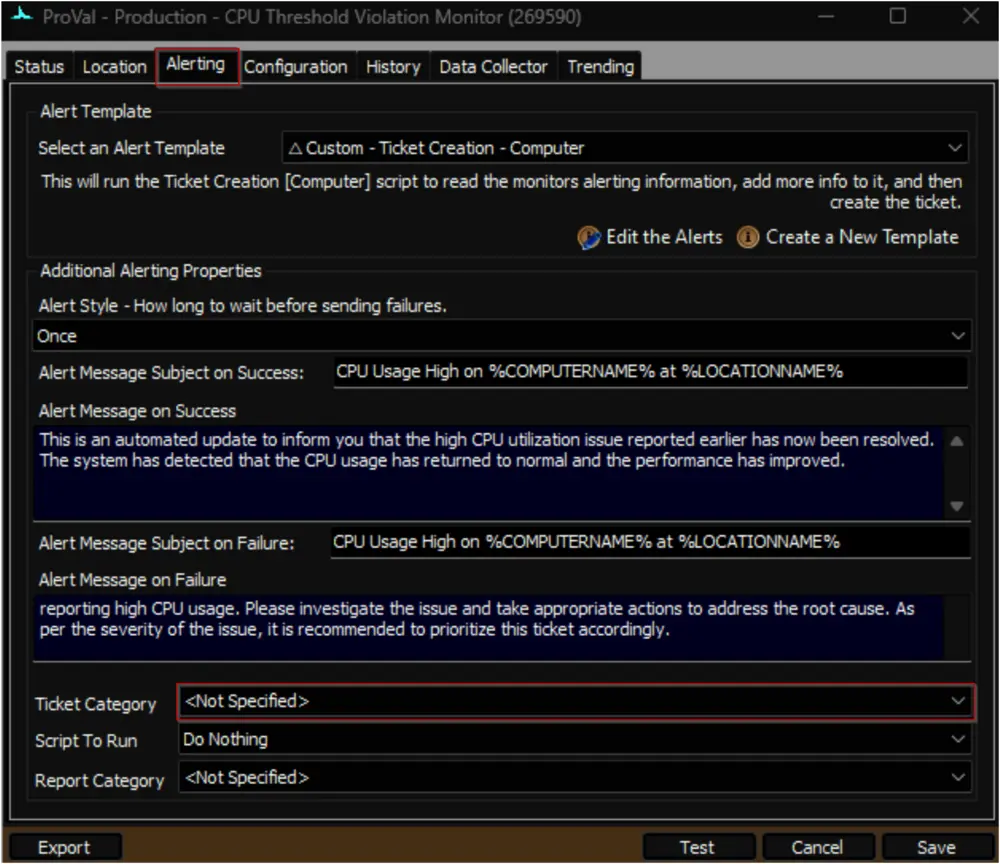 ProVal - Production - CPU Threshold Violation Monitor (269590)
Status Location Alerting Configuration History Data Collector Trending
Alert Template
Select an Alert Template △ Custom - Ticket Creation - Computer
This will run the Ticket Creation [Computer] script to read the monitors alerting information, add more info to it, and then
create the ticket.
Edit the Alerts Create a New Template
Additional Alerting Properties
Alert Style - How long to wait before sending failures.
Once
Alert Message Subject on Success: CPU Usage High on %COMPUTERNAME% at %LOCATIONNAME%
Alert Message on Success
This is an automated update to inform you that the high CPU utilization issue reported earlier has now been resolved.
The system has detected that the CPU usage has returned to normal and the performance has improved.
Alert Message Subject on Failure: CPU Usage High on %COMPUTERNAME% at %LOCATIONNAME%
Alert Message on Failure
reporting high CPU usage. Please investigate the issue and take appropriate actions to address the root cause. As
per the severity of the issue, it is recommended to prioritize this ticket accordingly.
Ticket Category <Not Specified>
Script To Run Do Nothing
Report Category <Not Specified>
Export Test Cancel Save